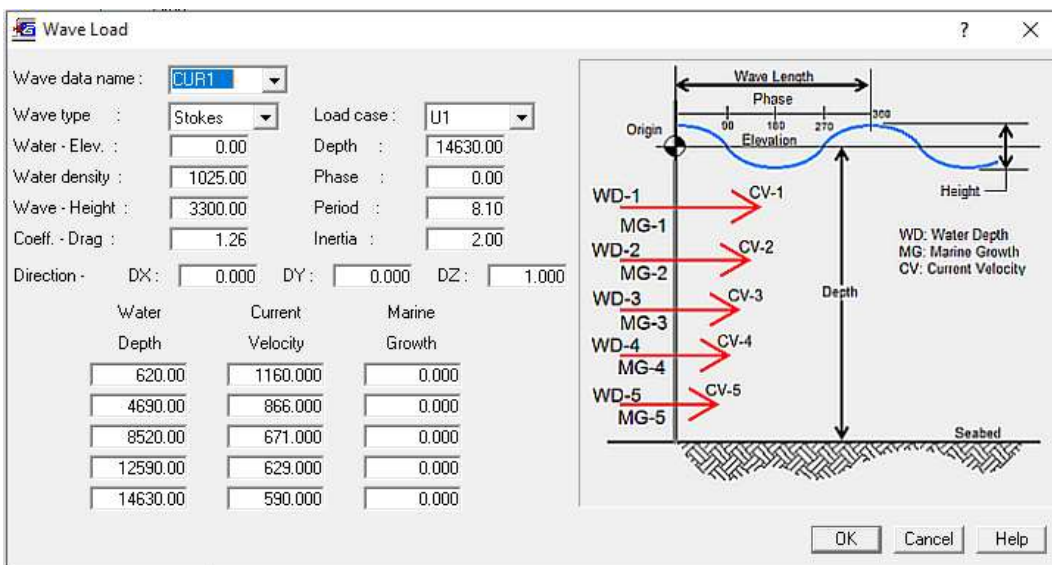 Wave Load ? X
Wave data name : CUR1
Wave type : Stokes Load case : U1
Water - Elev. : 0.00 Depth : 14630.00
Water density : 1025.00 Phase : 0.00
Wave - Height : 3300.00 Period : 8.10
Coeff. - Drag : 1.26 Inertia : 2.00
Direction - DX : 0.000 DY : 0.000 DZ : 1.000
Water Current Marine
Depth Velocity Growth
620.00 1160.000 0.000
4690.00 866.000 0.000
8520.00 671.000 0.000
12590.00 629.000 0.000
14630.00 590.000 0.000
Wave Length
Phase
90 180 270 360
Origin
Elevation
Height
WD-1 CV-1
MG-1
WD-2 CV-2
MG-2
WD-3 CV-3
MG-3
WD-4 CV-4
MG-4
WD-5 CV-5
MG-5
Depth
WD: Water Depth
MG: Marine Growth
CV: Current Velocity
Seabed
OK Cancel Help